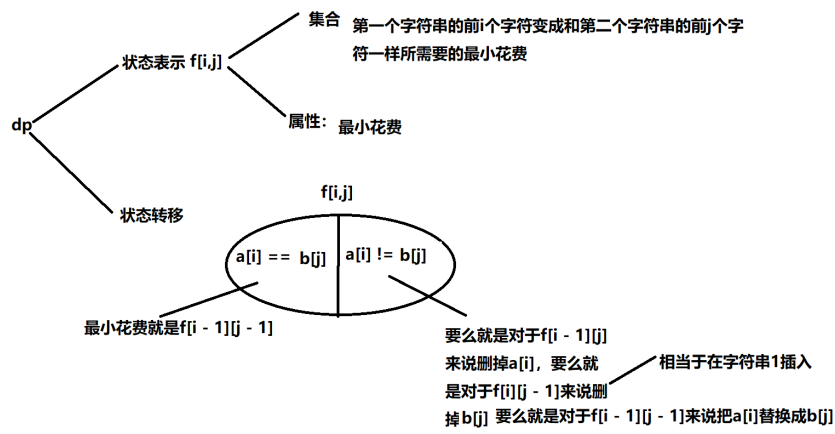 集合
第一个字符串的前i个字符变成和第二个字符串的前j个字
符一样所需要的最小花费
状态表示 f[i,j]
dp
属性：
最小花费
状态转移
f[i,j]
a[i] == b[j]
a[i] != b[j]
最小花费就是f[i - 1][j - 1]
要么就是对于f[i - 1][j]
来说删掉a[i]，要么就
是对于f[i][j - 1]来说删
掉b[j]
相当于在字符串1插入
要么就是对于f[i - 1][j - 1]来说把a[i]替换成b[j]